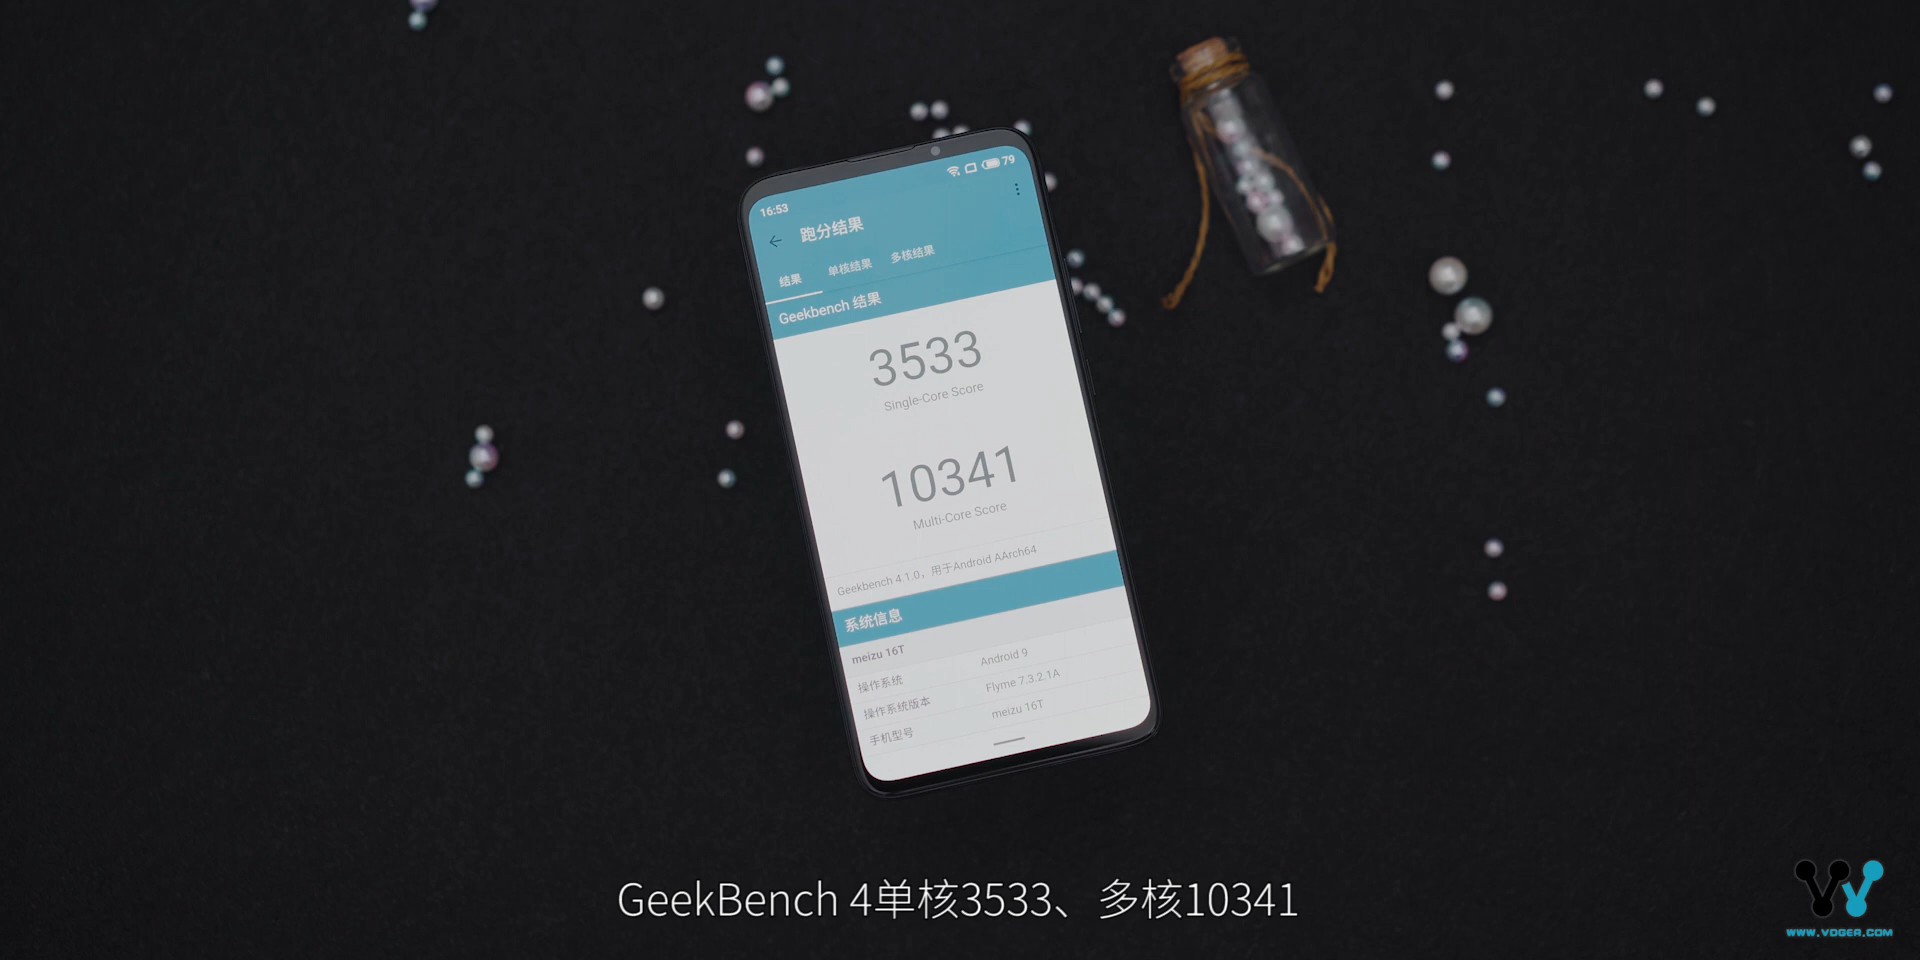 16:53
79
跑分结果
结果 单核结果 多核结果
Geekbench 结果
3533
Single-Core Score
10341
Multi-Core Score
Geekbench 4.1.0，用于Android AArch64
系统信息
meizu 16T
操作系统 Android 9
操作系统版本 Flyme 7.3.2.1A
手机型号 meizu 16T
GeekBench 4单核3533、多核10341
WWW.VDGER.COM